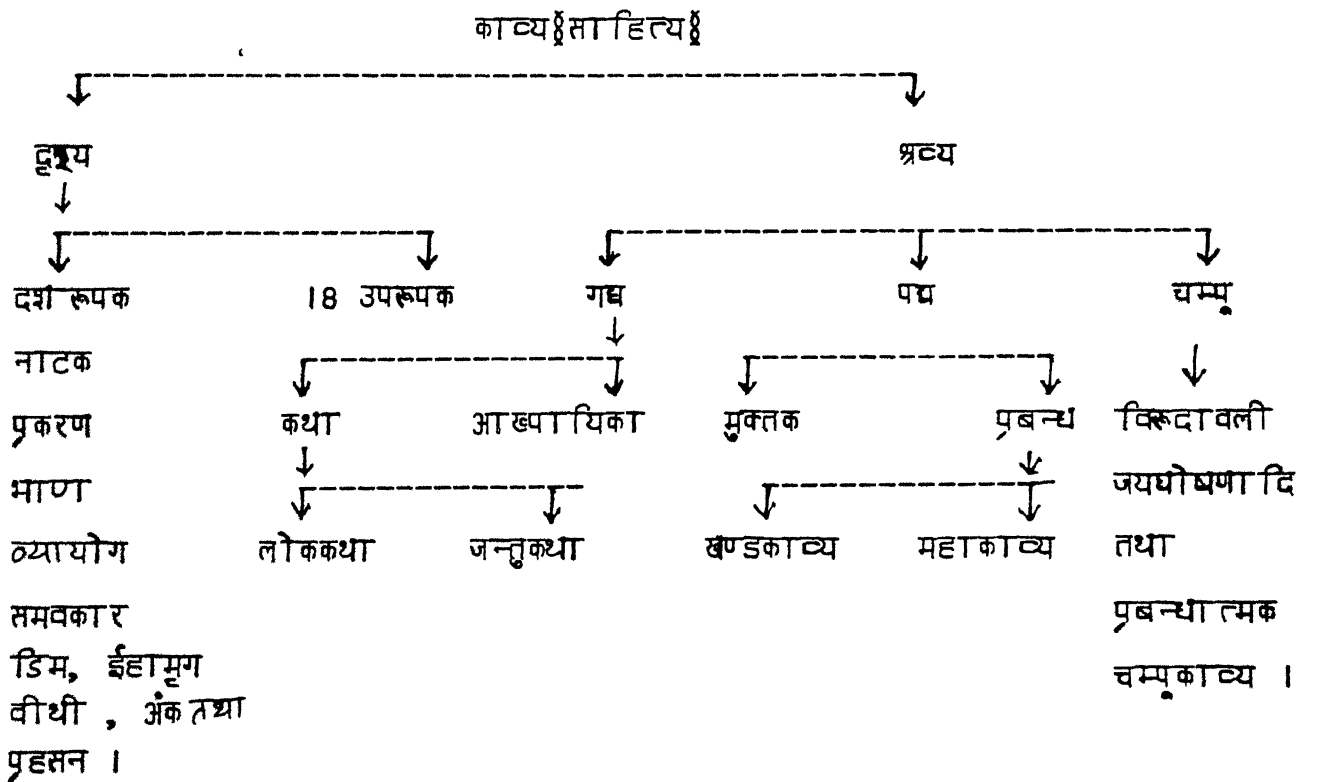 काव्य(साहित्य)
दृश्य श्रव्य
दश रूपक 18 उपरूपक गद्य पद्य चम्पू
नाटक
प्रकरण कथा आख्यायिका मुक्तक प्रबन्ध विरूदावली
भाण जयघोषणादि
व्यायोग लोककथा जन्तुकथा खण्डकाव्य महाकाव्य तथा
समवकार प्रबन्धात्मक
डिम, ईहामृग
चम्पूकाव्य ।
वीथी , अंक तथा
प्रहसन ।